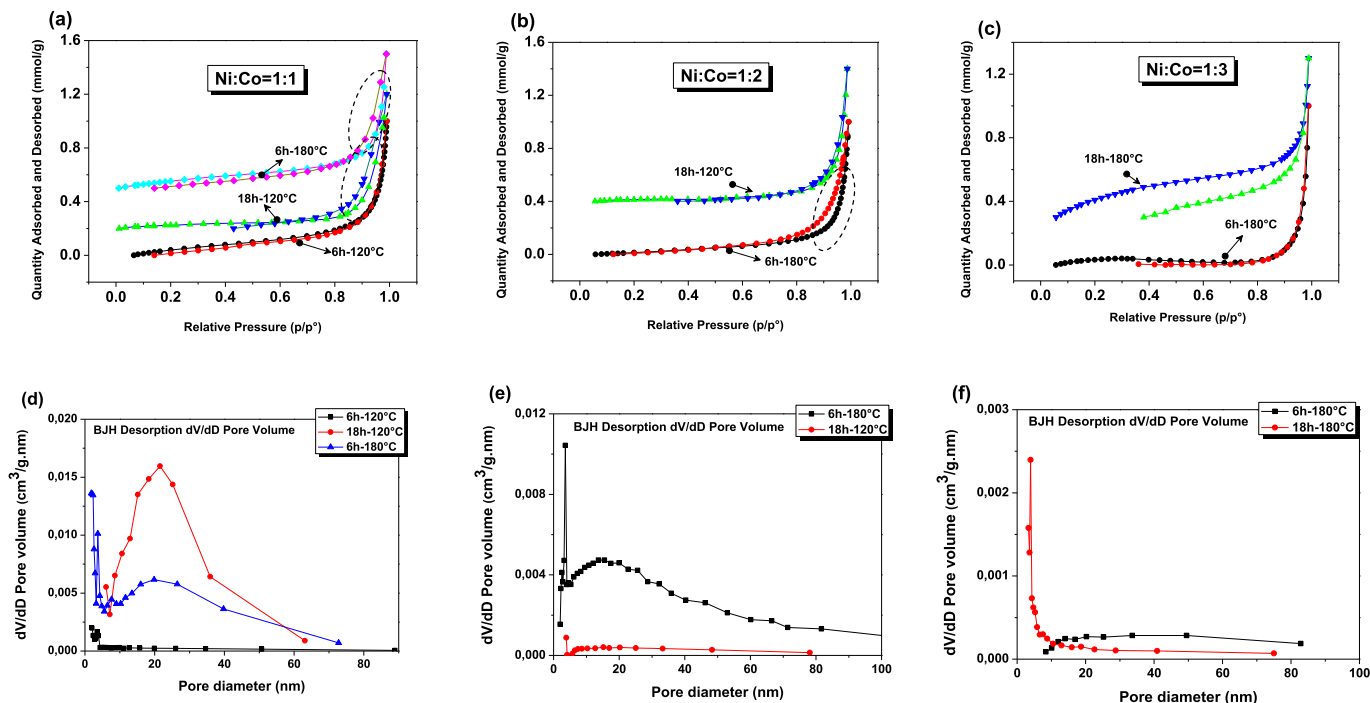 (a)
Quantity Adsorbed and Desorbed (mmol/g)
1.6
1.2
0.8
0.4
0.0
Ni:Co=1:1
6h-180°C
18h-120°C
6h-120°C
0.0 0.2 0.4 0.6 0.8 1.0
Relative Pressure (p/p°)
(b)
Quantity Adsorbed and Desorbed (mmol/g)
1.6
1.2
0.8
0.4
0.0
Ni:Co=1:2
18h-120°C
6h-180°C
0.0 0.2 0.4 0.6 0.8 1.0
Relative Pressure (p/p°)
(c)
Quantity Adsorbed and Desorbed (mmol/g)
1.2
0.9
0.6
0.3
0.0
Ni:Co=1:3
18h-180°C
6h-180°C
0.0 0.2 0.4 0.6 0.8 1.0
Relative Pressure (p/p°)
(d)
dV/dD Pore volume (cm3/g.nm)
0,020
0,015
0,010
0,005
0,000
BJH Desorption dV/dD Pore Volume
6h-120°C
18h-120°C
6h-180°C
0 20 40 60 80
Pore diameter (nm)
(e)
dV/dD Pore volume (cm3/g.nm)
0,012
0,008
0,004
0,000
BJH Desorption dV/dD Pore Volume
6h-180°C
18h-120°C
0 20 40 60 80 100
Pore diameter (nm)
(f)
dV/dD Pore volume (cm3/g.nm)
0,003
0,002
0,001
0,000
BJH Desorption dV/dD Pore Volume
6h-180°C
18h-180°C
0 20 40 60 80 100
Pore diameter (nm)